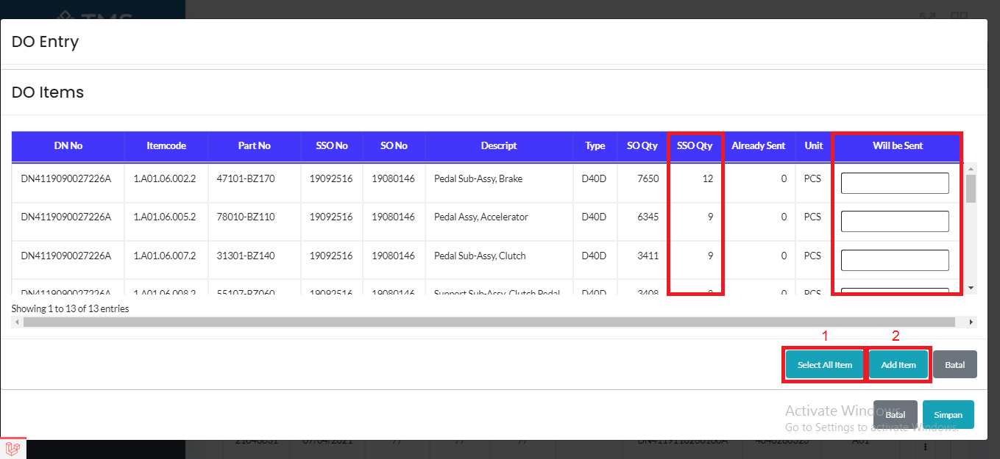 TMS
DO Entry
DO Items
DN No Itemcode Part No SSO No SO No Descript Type SO Qty SSO Qty Already Sent Unit Will be Sent
DN4119090027226A 1.A01.06.002.2 47101-BZ170 19092516 19080146 Pedal Sub-Assy, Brake D40D 7650 12 0 PCS
DN4119090027226A 1.A01.06.005.2 78010-BZ110 19092516 19080146 Pedal Assy, Accelerator D40D 6345 9 0 PCS
DN4119090027226A 1.A01.06.007.2 31301-BZ140 19092516 19080146 Pedal Sub-Assy, Clutch D40D 3411 9 0 PCS
DN4119090027226A 1.A01.06.008.2 55107-BZ060 19092516 19080146 Support Sub-Assy, Clutch Pedal D40D 3408 0 PCS
Showing 1 to 13 of 13 entries
1 2
Select All Item Add Item Batal
Activate Windows
Go to Settings to activate Windows.
Batal Simpan
21040031 09/04/2021 // // //